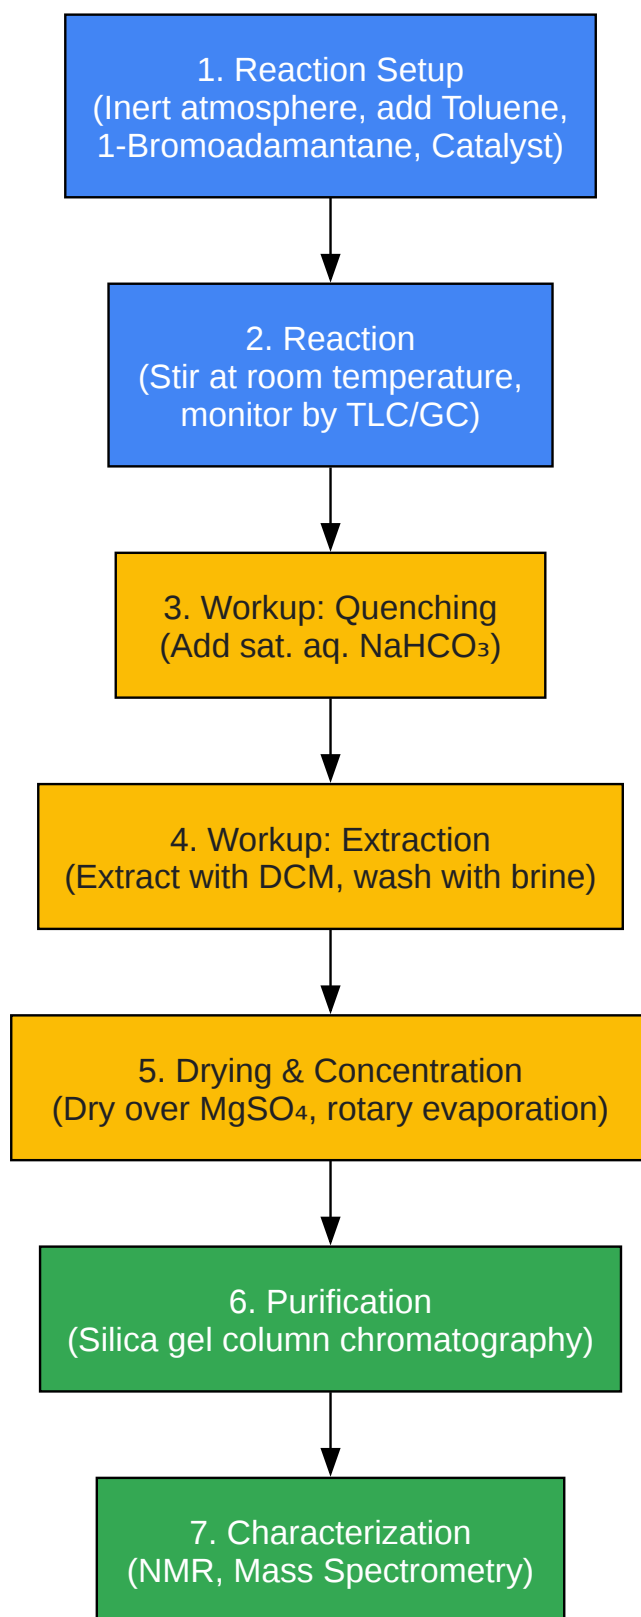 1. Reaction Setup
(Inert atmosphere, add Toluene,
1-Bromoadamantane, Catalyst)
2. Reaction
(Stir at room temperature,
monitor by TLC/GC)
3. Workup: Quenching
(Add sat. aq. NaHCO₃)
4. Workup: Extraction
(Extract with DCM, wash with brine)
5. Drying & Concentration
(Dry over MgSO₄, rotary evaporation)
6. Purification
(Silica gel column chromatography)
7. Characterization
(NMR, Mass Spectrometry)